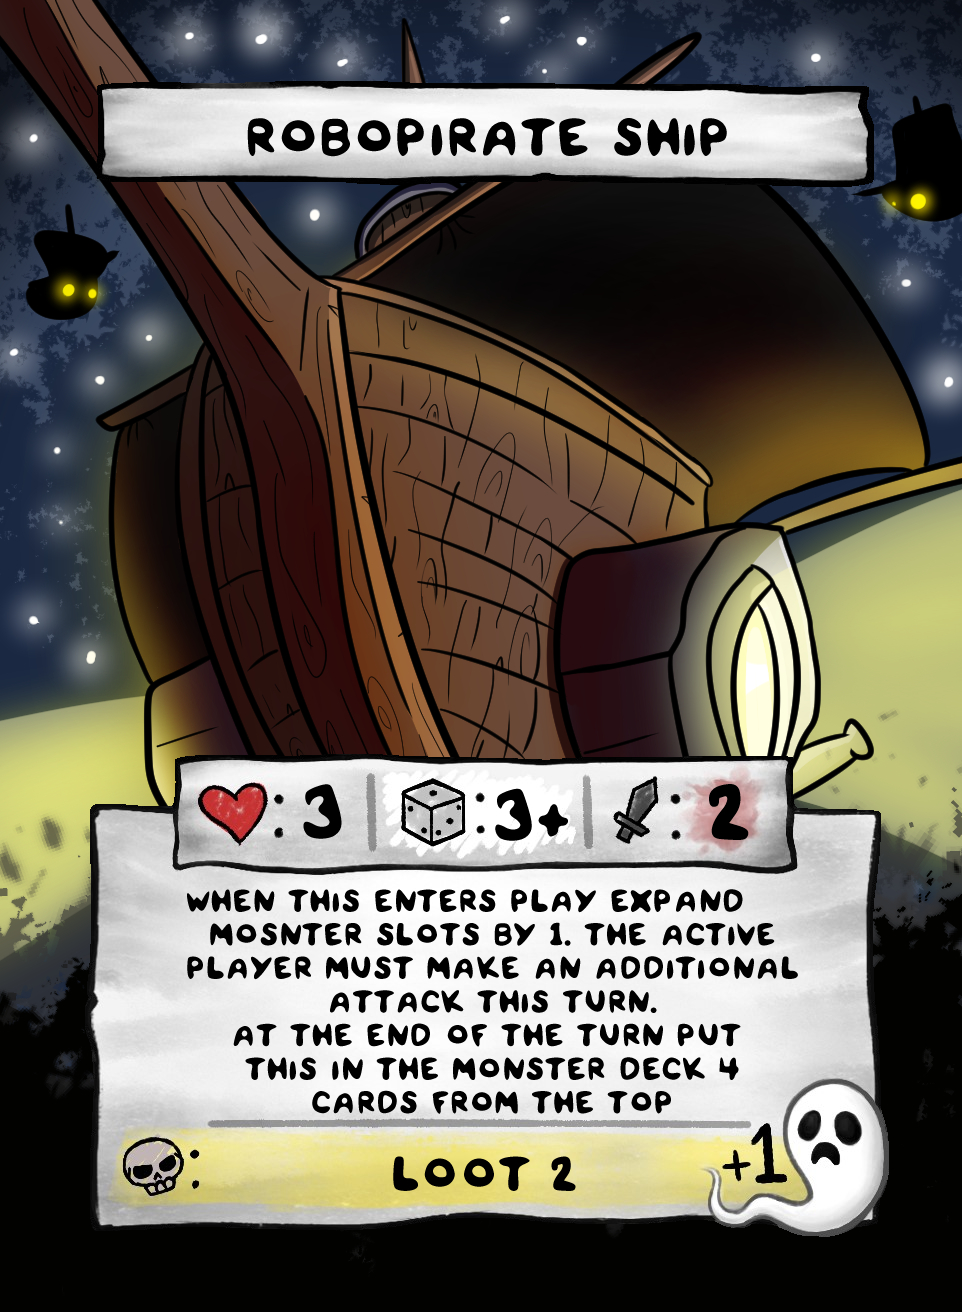 ROBOPIRATE SHIP
: 3 : 3+ : 2
WHEN THIS ENTERS PLAY EXPAND
MOSNTER SLOTS BY 1. THE ACTIVE
PLAYER MUST MAKE AN ADDITIONAL
ATTACK THIS TURN.
AT THE END OF THE TURN PUT
THIS IN THE MONSTER DECK 4
CARDS FROM THE TOP
: LOOT 2 +1